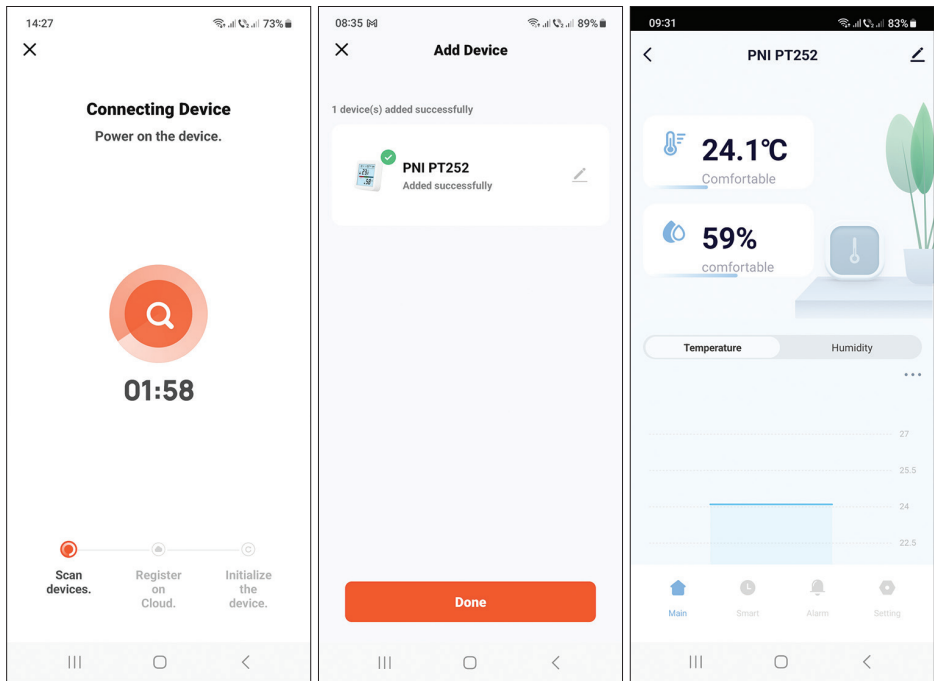 14:27
73%
Connecting Device
Power on the device.
01:58
Scan devices.
Register on Cloud.
Initialize the device.
08:35
89%
Add Device
1 device(s) added successfully
PNI PT252
Added successfully
Done
09:31
83%
PNI PT252
24.1°C
Comfortable
59%
comfortable
Temperature
Humidity
27
25.5
24
22.5
Main
Smart
Alarm
Setting